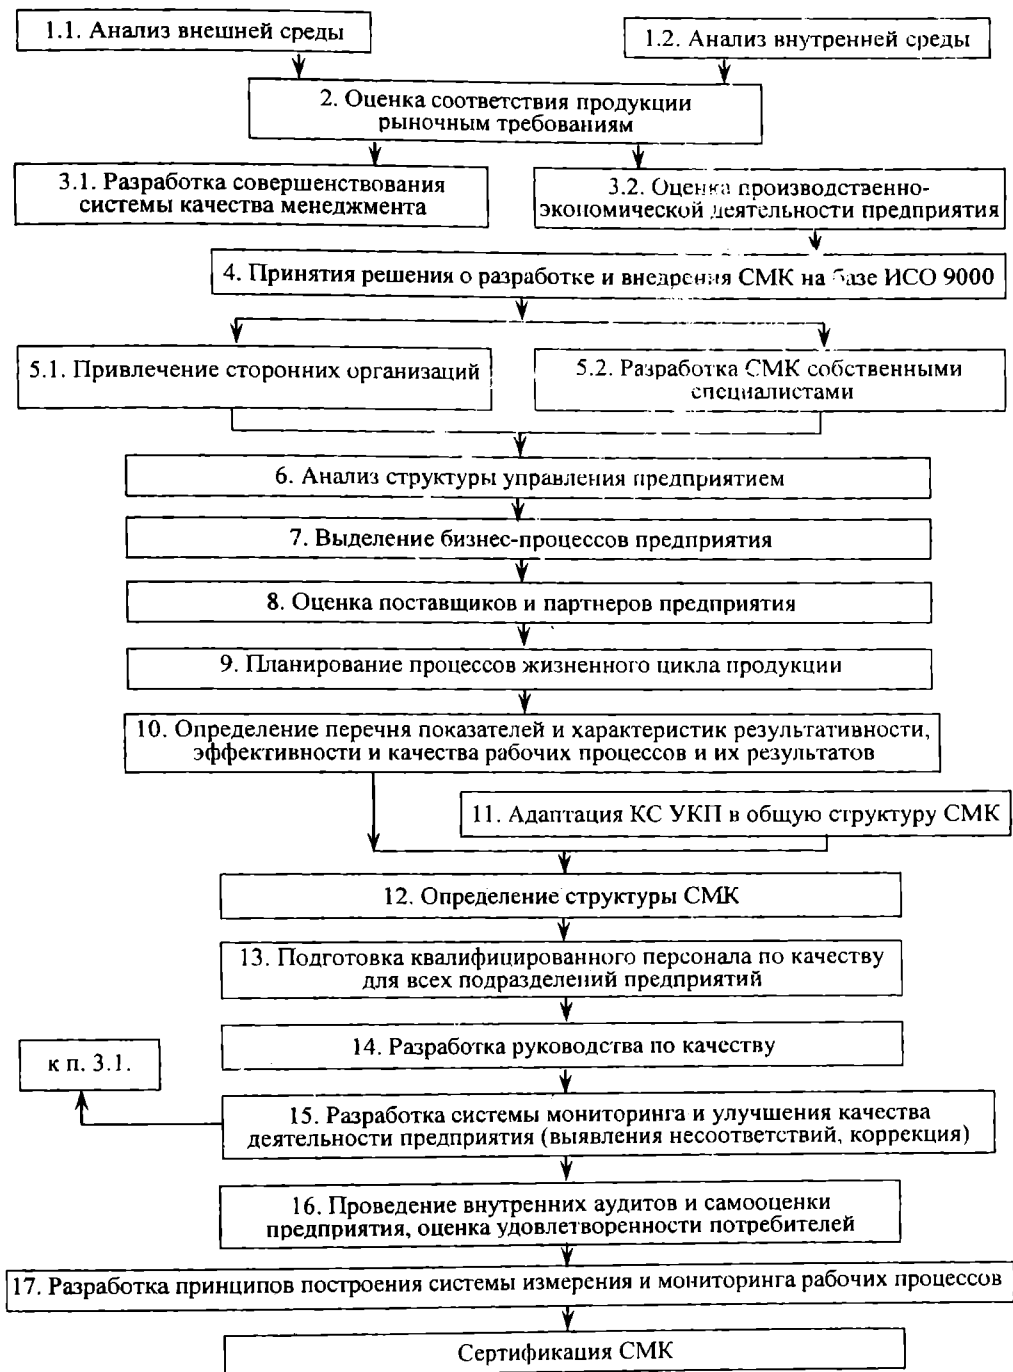 1.1. Анализ внешней среды
1.2. Анализ внутренней среды
2. Оценка соответствия продукции
рыночным требованиям
3.1. Разработка совершенствования
системы качества менеджмента
3.2. Оценка производственно-
экономической деятельности предприятия
4. Принятия решения о разработке и внедрения СМК на базе ИСО 9000
5.1. Привлечение сторонних организаций
5.2. Разработка СМК собственными
специалистами
6. Анализ структуры управления предприятием
7. Выделение бизнес-процессов предприятия
8. Оценка поставщиков и партнеров предприятия
9. Планирование процессов жизненного цикла продукции
10. Определение перечня показателей и характеристик результативности,
эффективности и качества рабочих процессов и их результатов
11. Адаптация КС УКП в общую структуру СМК
12. Определение структуры СМК
13. Подготовка квалифицированного персонала по качеству
для всех подразделений предприятий
14. Разработка руководства по качеству
к п. 3.1.
15. Разработка системы мониторинга и улучшения качества
деятельности предприятия (выявления несоответствий, коррекция)
16. Проведение внутренних аудитов и самооценки
предприятия, оценка удовлетворенности потребителей
17. Разработка принципов построения системы измерения и мониторинга рабочих процессов
Сертификация СМК